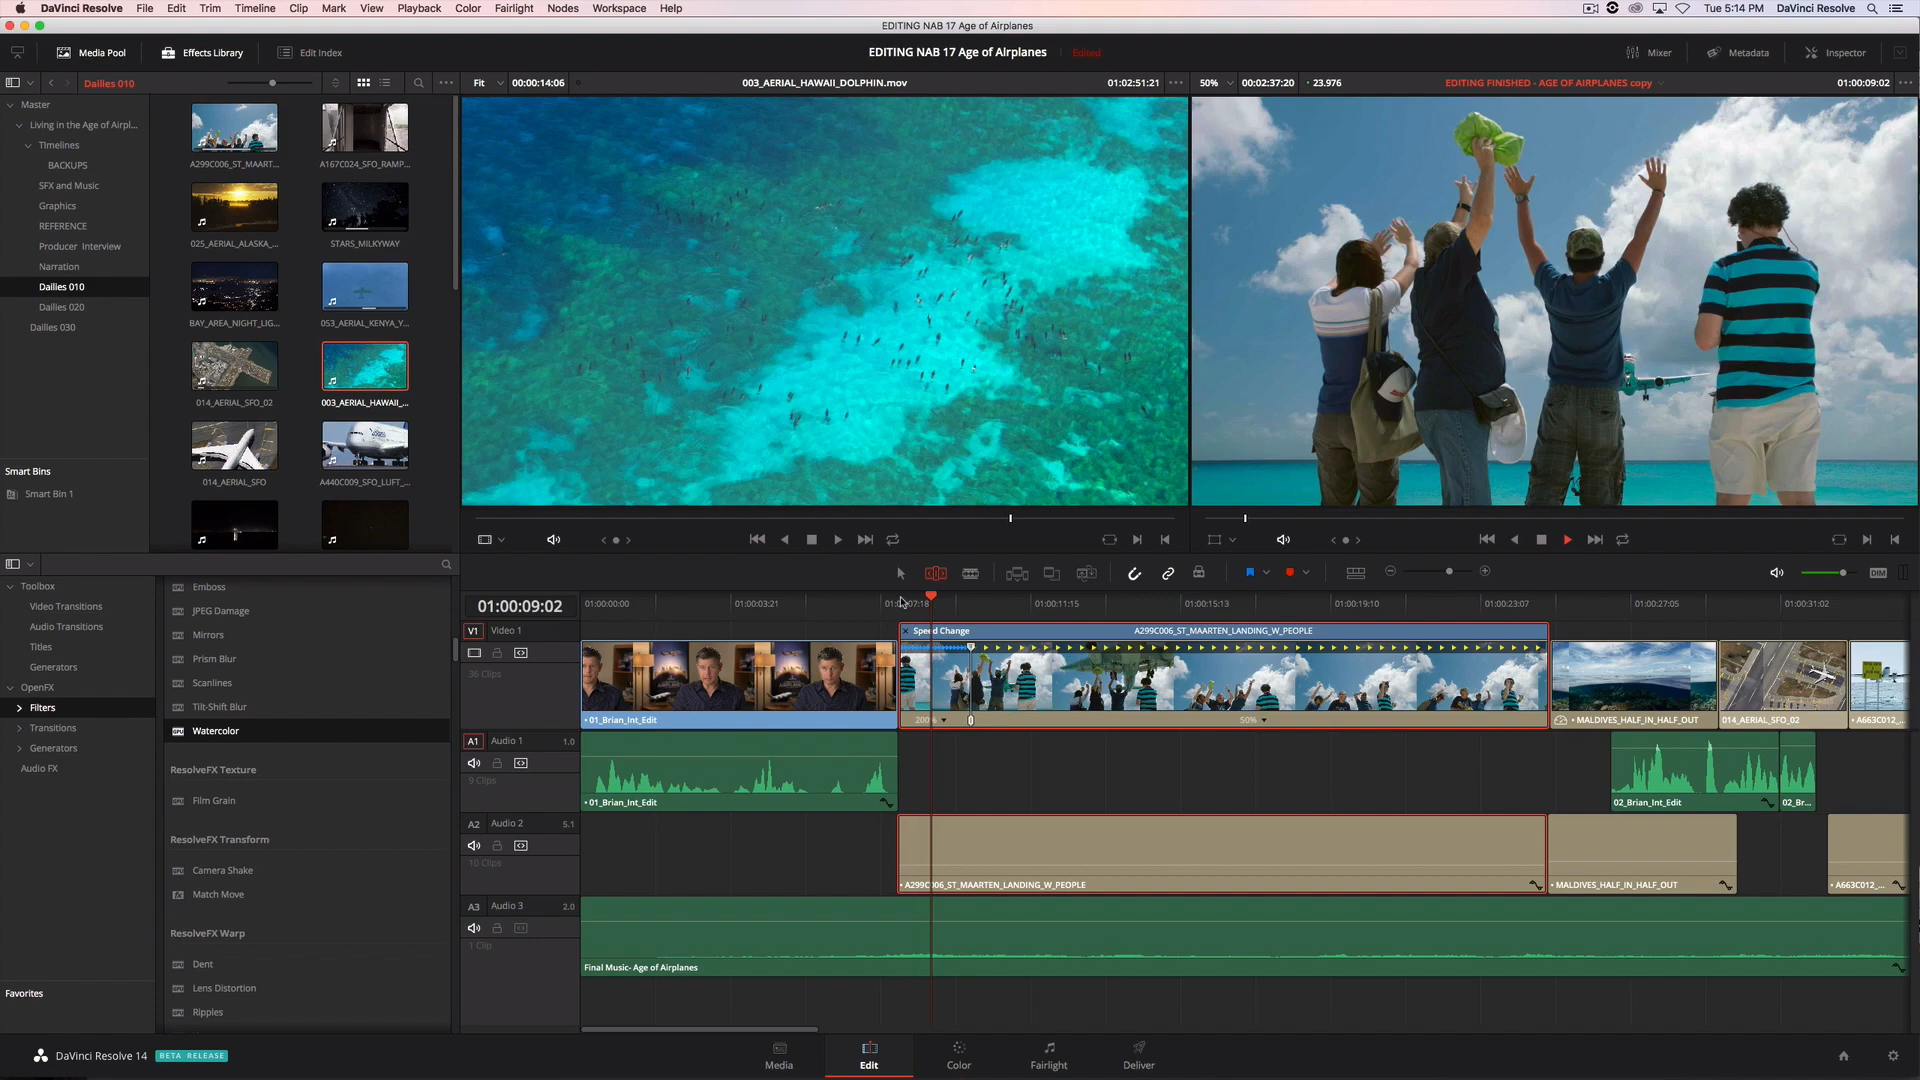 DaVinci Resolve File Edit Trim Timeline Clip Mark View Playback Color Fairlight Nodes Workspace Help
Tue 5:14 PM DaVinci Resolve
EDITING NAB 17 Age of Airplanes
Media Pool Effects Library Edit Index
EDITING NAB 17 Age of Airplanes Edited
Mixer Metadata Inspector
Dailies 010
Fit 00:00:14:06 003_AERIAL_HAWAII_DOLPHIN.mov 01:02:51:21
50% 00:02:37:20 23.976 EDITING FINISHED - AGE OF AIRPLANES copy 01:00:09:02
Master
Living in the Age of Airpl...
Timelines
BACKUPS
SFX and Music
Graphics
REFERENCE
Producer Interview
Narration
Dailies 010
Dailies 020
Dailies 030
Smart Bins
Smart Bin 1
A299C006_ST_MAART... A167C024_SFO_RAMP...
025_AERIAL_ALASKA_... STARS_MILKYWAY
BAY_AREA_NIGHT_LIG... 053_AERIAL_KENYA_Y...
014_AERIAL_SFO_02 003_AERIAL_HAWAII_...
014_AERIAL_SFO A440C009_SFO_LUFT_...
Toolbox
Video Transitions
Audio Transitions
Titles
Generators
OpenFX
Filters
Transitions
Generators
Audio FX
Favorites
Emboss
JPEG Damage
Mirrors
Prism Blur
Scanlines
Tilt-Shift Blur
Watercolor
ResolveFX Texture
Film Grain
ResolveFX Transform
Camera Shake
Match Move
ResolveFX Warp
Dent
Lens Distortion
Ripples
DIM
01:00:09:02
01:00:00:00 01:00:03:21 01:00:07:18 01:00:11:15 01:00:15:13 01:00:19:10 01:00:23:07 01:00:27:05 01:00:31:02
V1 Video 1
36 Clips
Speed Change A299C006_ST_MAARTEN_LANDING_W_PEOPLE
01_Brian_Int_Edit
200% 50%
MALDIVES_HALF_IN_HALF_OUT 014_AERIAL_SFO_02 A663C012_...
A1 Audio 1 1.0
9 Clips
01_Brian_Int_Edit
02_Brian_Int_Edit 02_Br...
A2 Audio 2 5.1
10 Clips
A299C006_ST_MAARTEN_LANDING_W_PEOPLE MALDIVES_HALF_IN_HALF_OUT A663C012_...
A3 Audio 3 2.0
1 Clip
Final Music- Age of Airplanes
DaVinci Resolve 14 BETA RELEASE
Media Edit Color Fairlight Deliver